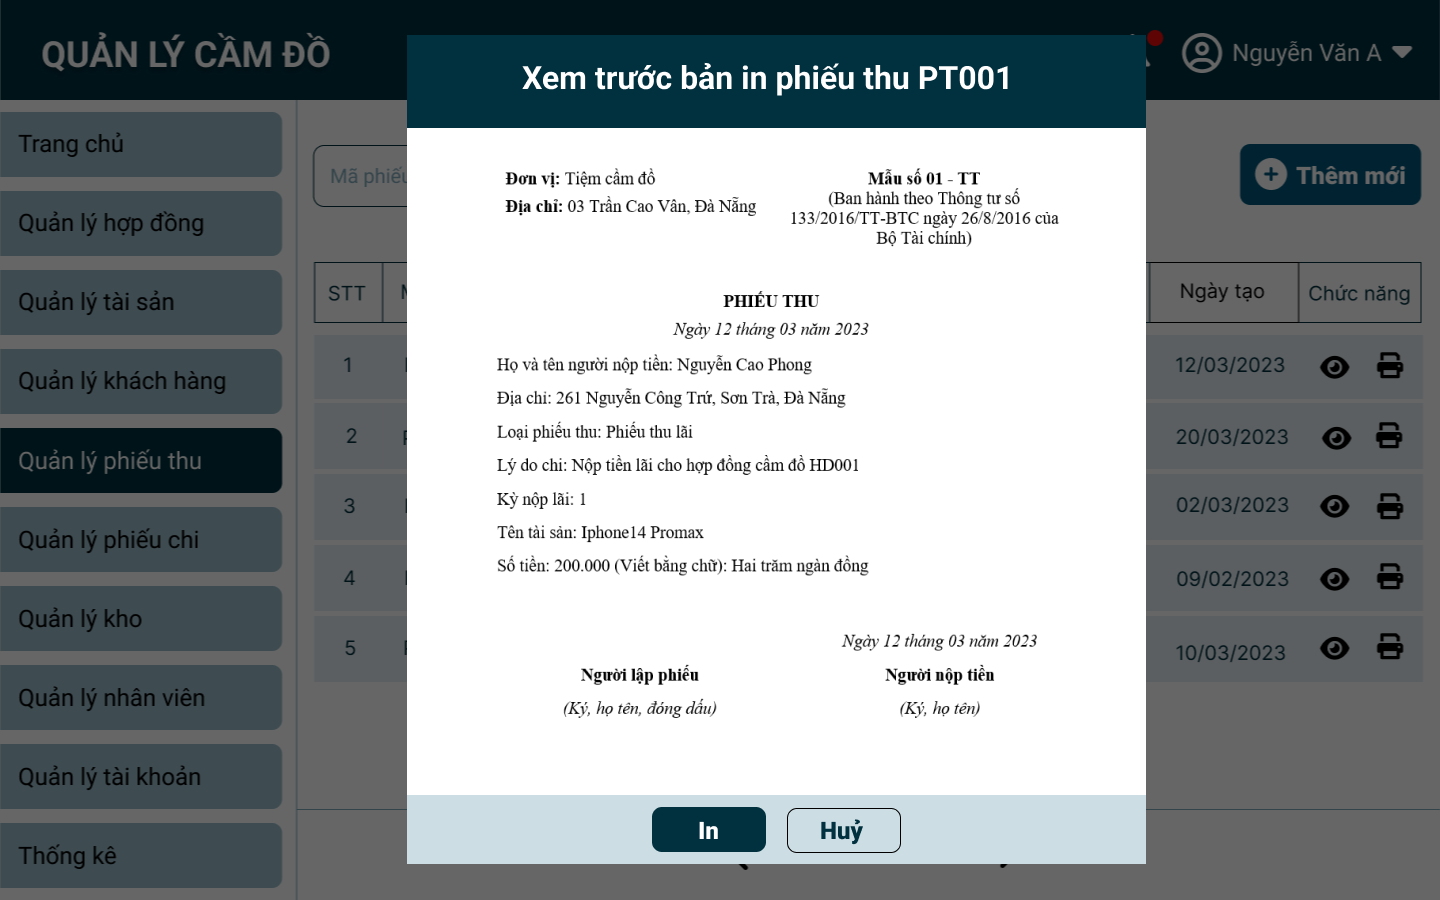 QUẢN LÝ CẦM ĐỒ
Nguyễn Văn A
Trang chủ
Quản lý hợp đồng
Quản lý tài sản
Quản lý khách hàng
Quản lý phiếu thu
Quản lý phiếu chi
Quản lý kho
Quản lý nhân viên
Quản lý tài khoản
Thống kê
Mã phiếu
Thêm mới
STT
Ngày tạo
Chức năng
1
12/03/2023
2
20/03/2023
3
02/03/2023
4
09/02/2023
5
10/03/2023
Xem trước bản in phiếu thu PT001
Đơn vị: Tiệm cầm đồ
Địa chỉ: 03 Trần Cao Vân, Đà Nẵng
Mẫu số 01 - TT
(Ban hành theo Thông tư số
133/2016/TT-BTC ngày 26/8/2016 của
Bộ Tài chính)
PHIẾU THU
Ngày 12 tháng 03 năm 2023
Họ và tên người nộp tiền: Nguyễn Cao Phong
Địa chỉ: 261 Nguyễn Công Trứ, Sơn Trà, Đà Nẵng
Loại phiếu thu: Phiếu thu lãi
Lý do chi: Nộp tiền lãi cho hợp đồng cầm đồ HD001
Kỳ nộp lãi: 1
Tên tài sản: Iphone14 Promax
Số tiền: 200.000 (Viết bằng chữ): Hai trăm ngàn đồng
Ngày 12 tháng 03 năm 2023
Người lập phiếu
Người nộp tiền
(Ký, họ tên, đóng dấu)
(Ký, họ tên)
In
Huỷ